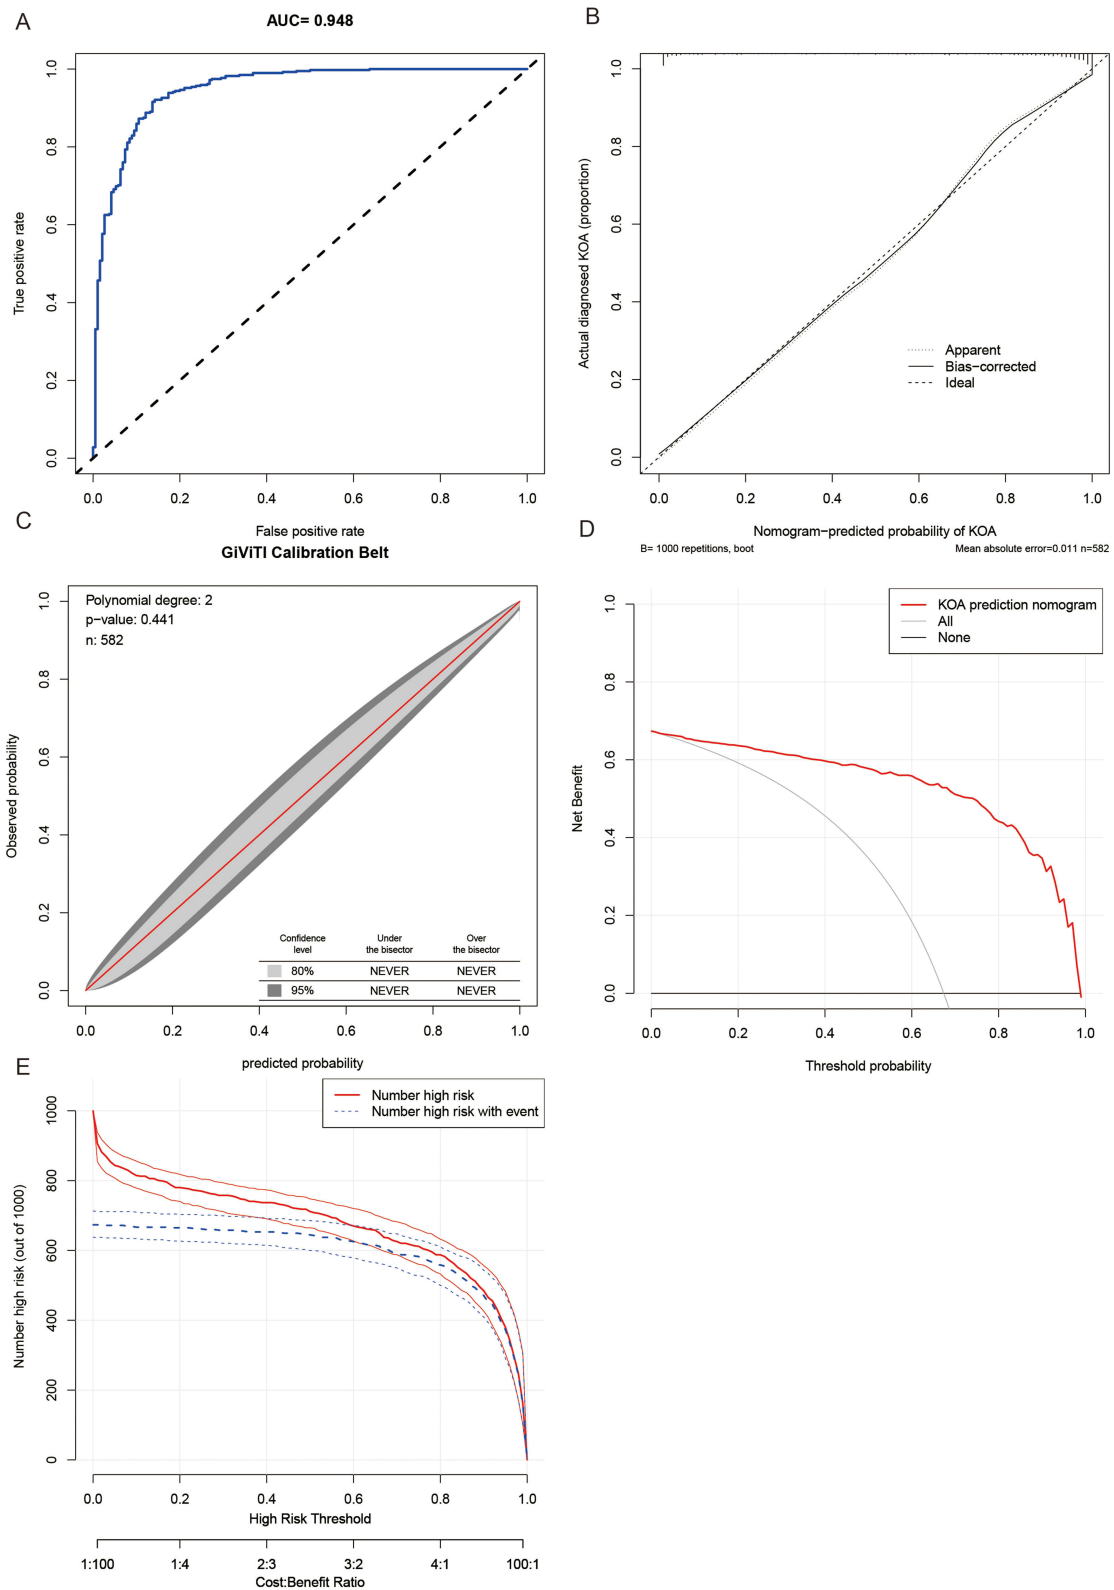 A
AUC= 0.948
True positive rate
0.0 0.2 0.4 0.6 0.8 1.0
0.0 0.2 0.4 0.6 0.8 1.0
False positive rate
B
Actual diagnosed KOA (proportion)
0.0 0.2 0.4 0.6 0.8 1.0
Apparent
Bias−corrected
Ideal
0.0 0.2 0.4 0.6 0.8 1.0
Nomogram−predicted probability of KOA
B= 1000 repetitions, boot
Mean absolute error=0.011 n=582
C
GiViTI Calibration Belt
Polynomial degree: 2
p−value: 0.441
n: 582
Observed probability
0.0 0.2 0.4 0.6 0.8 1.0
Confidence level Under the bisector Over the bisector
80% NEVER NEVER
95% NEVER NEVER
0.0 0.2 0.4 0.6 0.8 1.0
predicted probability
D
KOA prediction nomogram
All
None
Net Benefit
0.0 0.2 0.4 0.6 0.8 1.0
0.0 0.2 0.4 0.6 0.8 1.0
Threshold probability
E
Number high risk
Number high risk with event
Number high risk (out of 1000)
0 200 400 600 800 1000
0.0 0.2 0.4 0.6 0.8 1.0
High Risk Threshold
1:100 1:4 2:3 3:2 4:1 100:1
Cost:Benefit Ratio